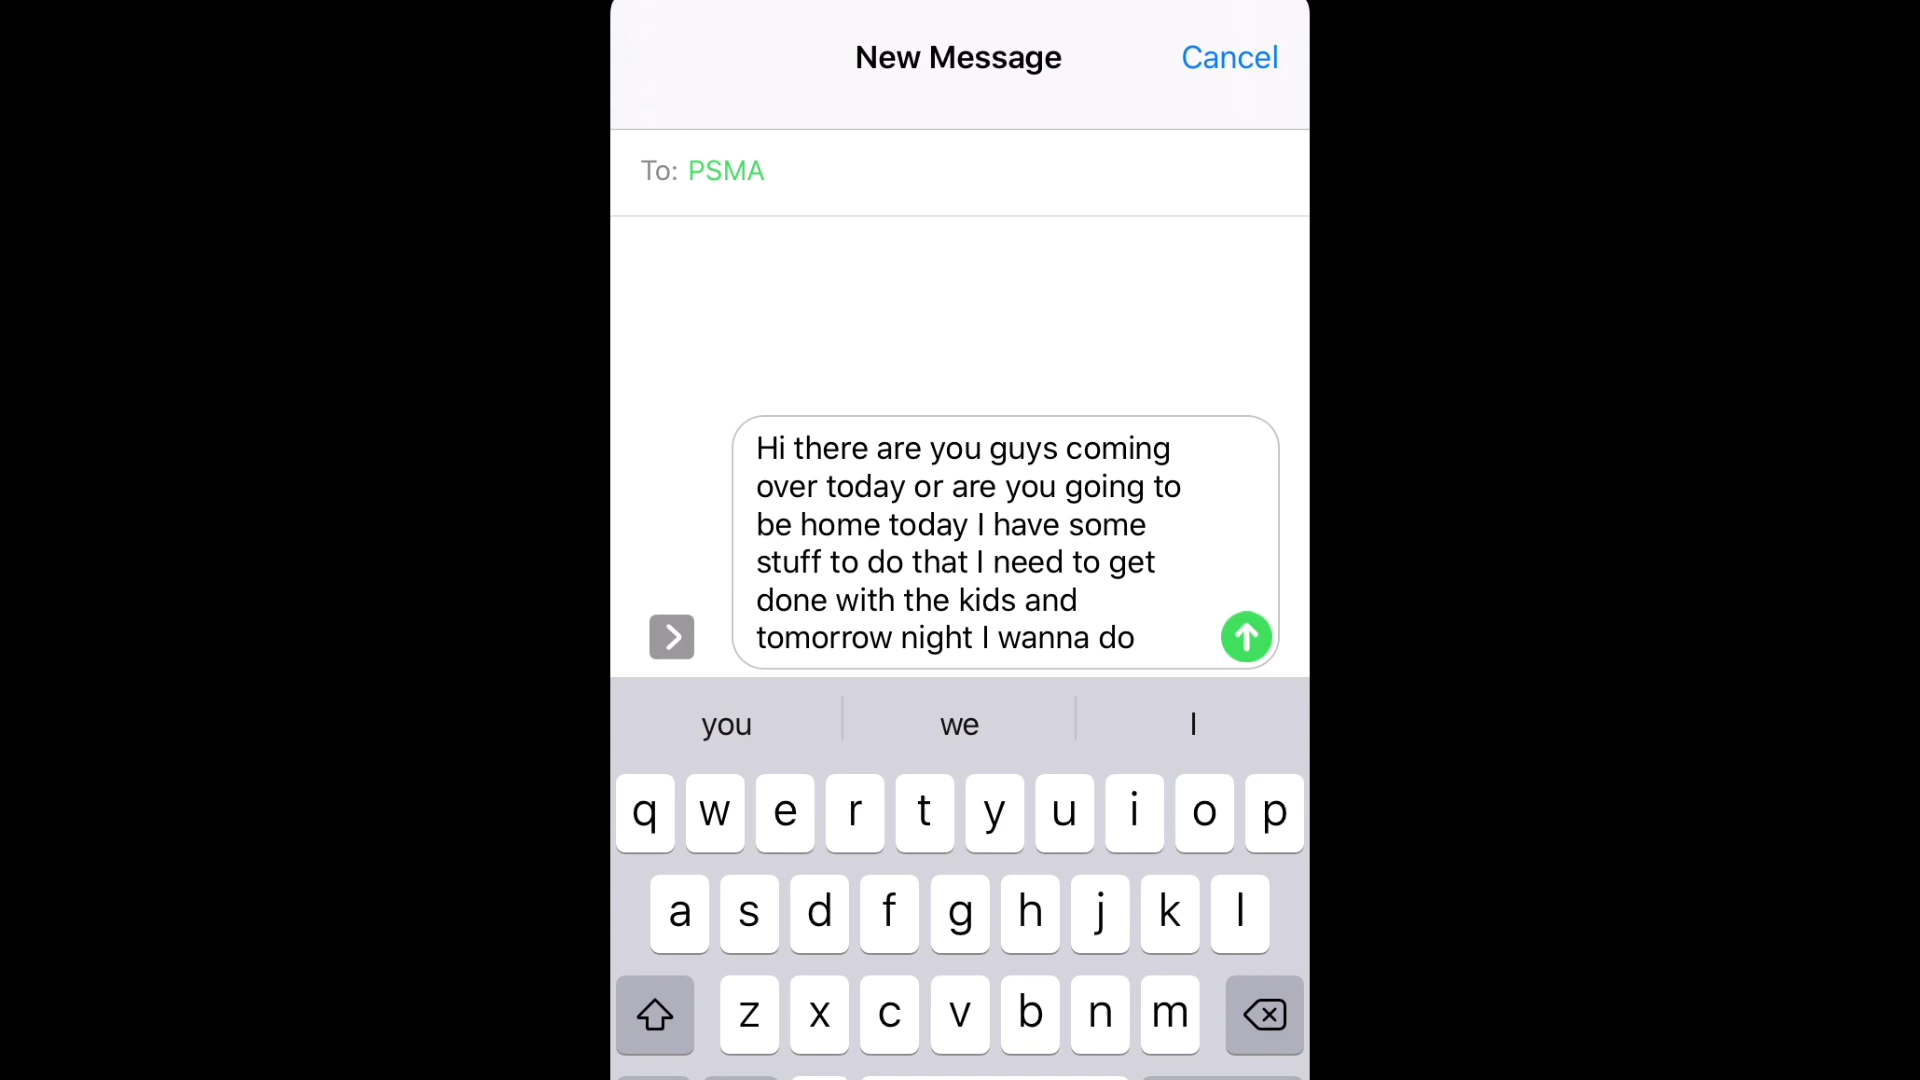 New Message
Cancel
To: PSMA
Hi there are you guys coming
over today or are you going to
be home today I have some
stuff to do that I need to get
done with the kids and
tomorrow night I wanna do
you we I
q w e r t y u i o p
a s d f g h j k l
z x c v b n m